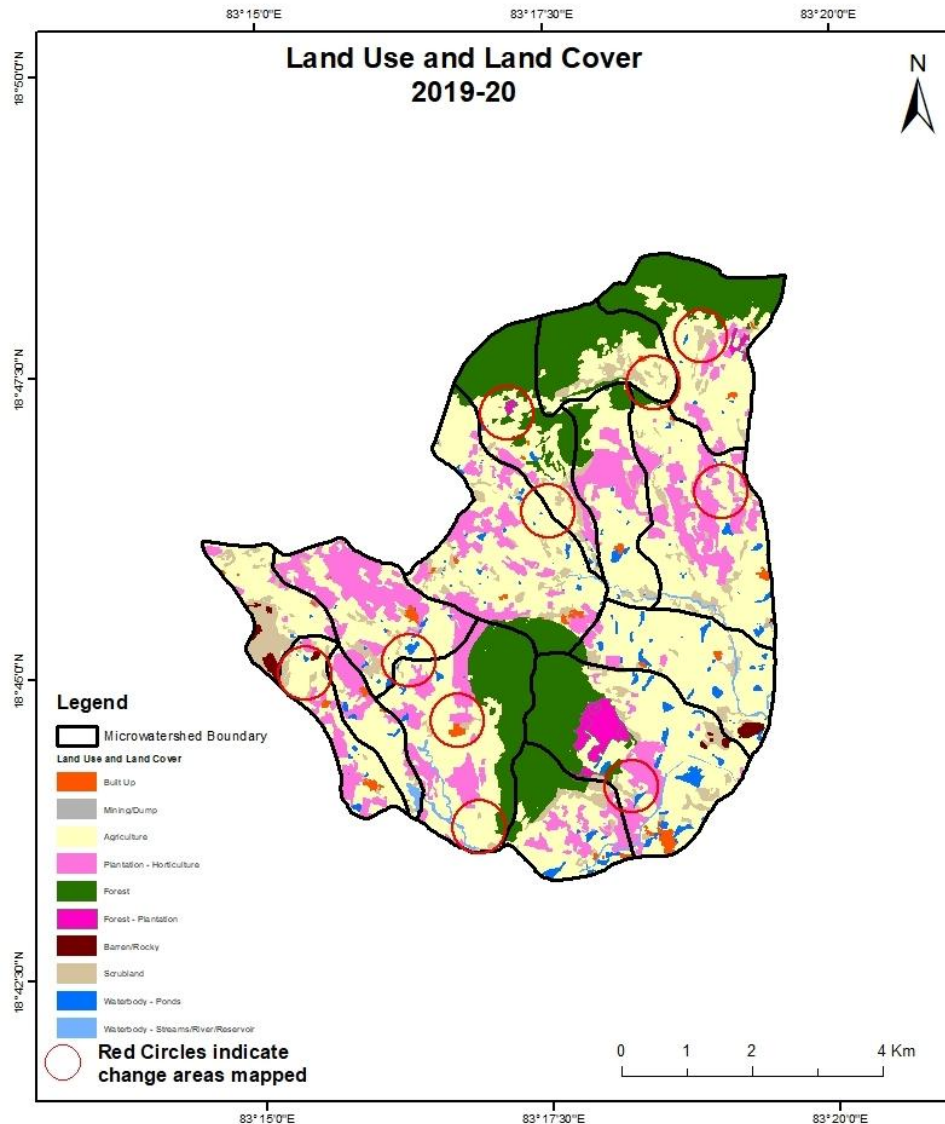 83°15'0"E 83°17'30"E 83°20'0"E
Land Use and Land Cover
2019-20
N
18°50'0"N
18°47'30"N
18°45'0"N
18°42'30"N
Legend
Microwatershed Boundary
Land Use and Land Cover
Built Up
Mining/Dump
Agriculture
Plantation - Horticulture
Forest
Forest - Plantation
Barren/Rocky
Scrubland
Waterbody - Ponds
Waterbody - Streams/River/Reservoir
Red Circles indicate
change areas mapped
0 1 2 4 Km
83°15'0"E 83°17'30"E 83°20'0"E